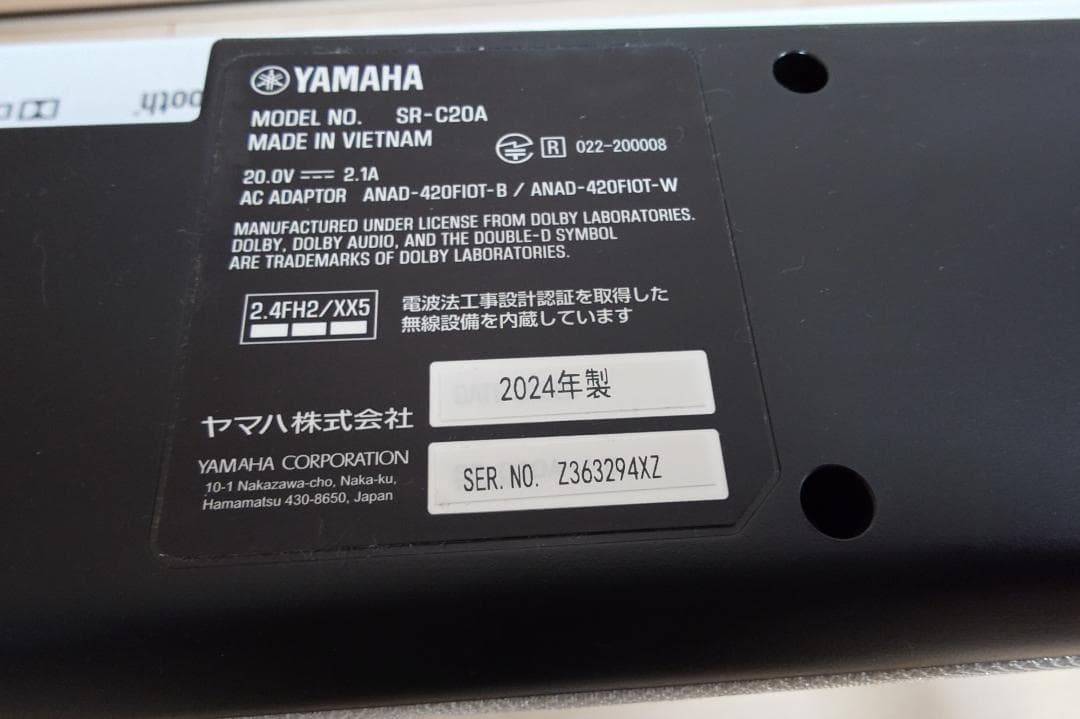 YAMAHA
MODEL NO. SR-C20A
MADE IN VIETNAM
R 022-200008
20.0V 2.1A
AC ADAPTOR ANAD-420FIOT-B / ANAD-420FIOT-W
MANUFACTURED UNDER LICENSE FROM DOLBY LABORATORIES.
DOLBY, DOLBY AUDIO, AND THE DOUBLE-D SYMBOL
ARE TRADEMARKS OF DOLBY LABORATORIES.
2.4FH2/XX5
電波法工事設計認証を取得した
無線設備を内蔵しています
2024年製
ヤマハ株式会社
YAMAHA CORPORATION
10-1 Nakazawa-cho, Naka-ku,
Hamamatsu 430-8650, Japan
SER. NO. Z363294XZ
ooth